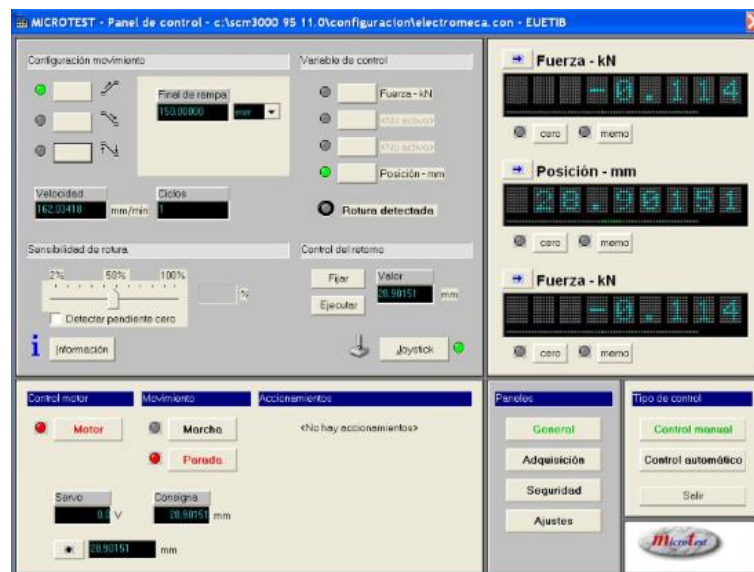 MICROTEST - Panel de control - c:\scm3000 95 11.0\configuracion\electromeca.con - EUETIB
Configuración movimiento
Final de rampa
150.00000 mm
Velocidad
162.03418 mm/min
Ciclos
1
Variable de control
Fuerza - kN
<No activo>
<No activo>
Posición - mm
Rotura detectada
Sensibilidad de rotura
2% 50% 100%
%
Detectar pendiente cero
Información
Control del retorno
Fijar
Ejecutar
Valor
28.90151 mm
Joystick
Fuerza - kN
-0.114
cero memo
Posición - mm
28.90151
cero memo
Fuerza - kN
-0.114
cero memo
Control motor
Motor
Servo
0.0 V
28.90151 mm
Movimiento
Marcha
Parada
Consigna
28.90151 mm
Accionamientos
<No hay accionamientos>
Paneles
General
Adquisición
Seguridad
Ajustes
Tipo de control
Control manual
Control automático
Salir
MicroTest